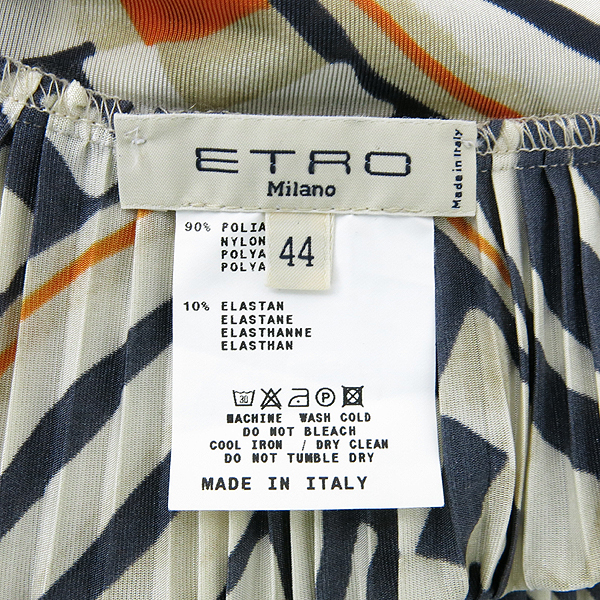 ETRO
Milano
Made in Italy
44
90% POLIA
NYLON
POLYA
POLYA
10% ELASTAN
ELASTANE
ELASTHANNE
ELASTHAN
30
P
MACHINE WASH COLD
DO NOT BLEACH
COOL IRON / DRY CLEAN
DO NOT TUMBLE DRY
MADE IN ITALY